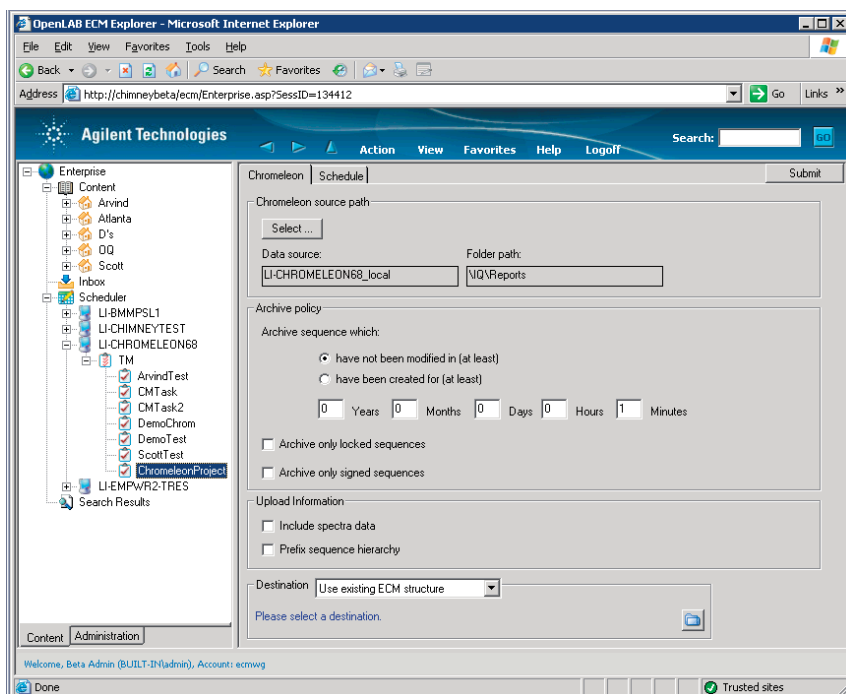 OpenLAB ECM Explorer - Microsoft Internet Explorer
File Edit View Favorites Tools Help
Back Search Favorites
Address http://chimneybeta/ecm/Enterprise.asp?SessID=134412 Go Links »
Agilent Technologies
Action View Favorites Help Logoff
Search: GO
Enterprise
Content
Arvind
Atlanta
D's
OQ
Scott
Inbox
Scheduler
LI-BMMPSL1
LI-CHIMNEYTEST
LI-CHROMELEON68
TM
ArvindTest
CMTask
CMTask2
DemoChrom
DemoTest
ScottTest
ChromeleonProject
LI-EMPWR2-TRES
Search Results
Content Administration
Chromeleon Schedule Submit
Chromeleon source path
Select ...
Data source: Folder path:
LI-CHROMELEON68_local \IQ\Reports
Archive policy
Archive sequence which:
have not been modified in (at least)
have been created for (at least)
0 Years 0 Months 0 Days 0 Hours 1 Minutes
Archive only locked sequences
Archive only signed sequences
Upload Information
Include spectra data
Prefix sequence hierarchy
Destination Use existing ECM structure
Please select a destination.
Welcome, Beta Admin (BUILT-IN\admin), Account: ecmwg
Done Trusted sites